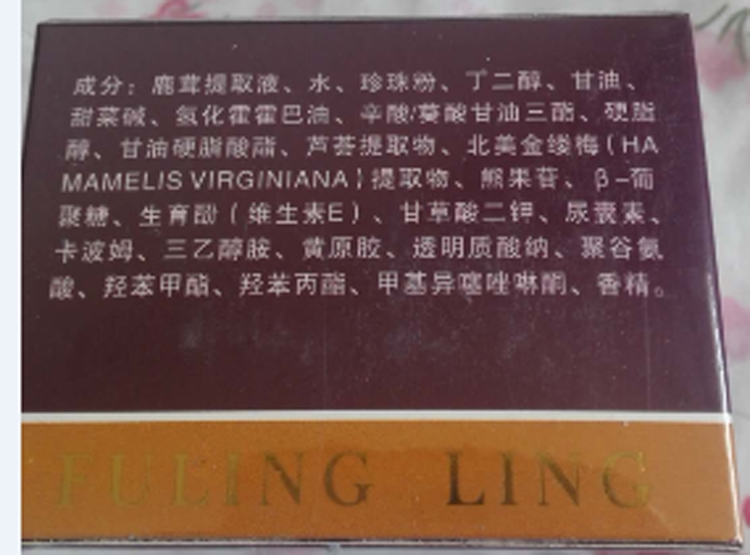 成分：鹿茸提取液、水、珍珠粉、丁二醇、甘油、
甜菜碱、氢化霍霍巴油、辛酸/葵酸甘油三酯、硬脂
醇、甘油硬脂酸酯、芦荟提取物、北美金缕梅(HA
MAMELIS VIRGINIANA)提取物、熊果苷、β-葡
聚糖、生育酚(维生素E)、甘草酸二钾、尿囊素、
卡波姆、三乙醇胺、黄原胶、透明质酸纳、聚谷氨
酸、羟苯甲酯、羟苯丙酯、甲基异噻唑啉酮、香精。
FULING LING